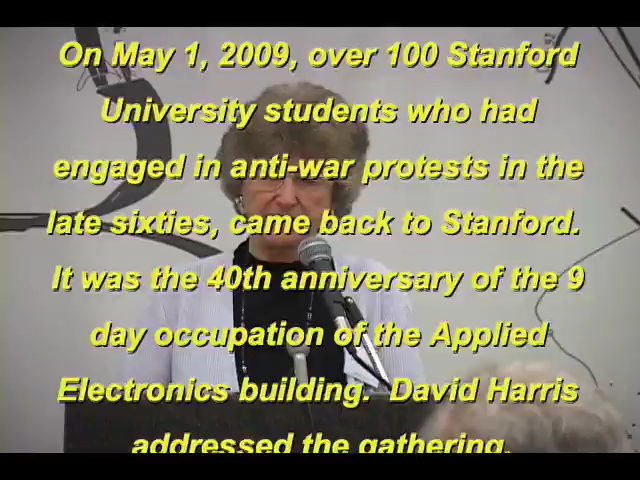 On May 1, 2009, over 100 Stanford
University students who had
engaged in anti-war protests in the
late sixties, came back to Stanford.
It was the 40th anniversary of the 9
day occupation of the Applied
Electronics building.  David Harris
addressed the gathering.